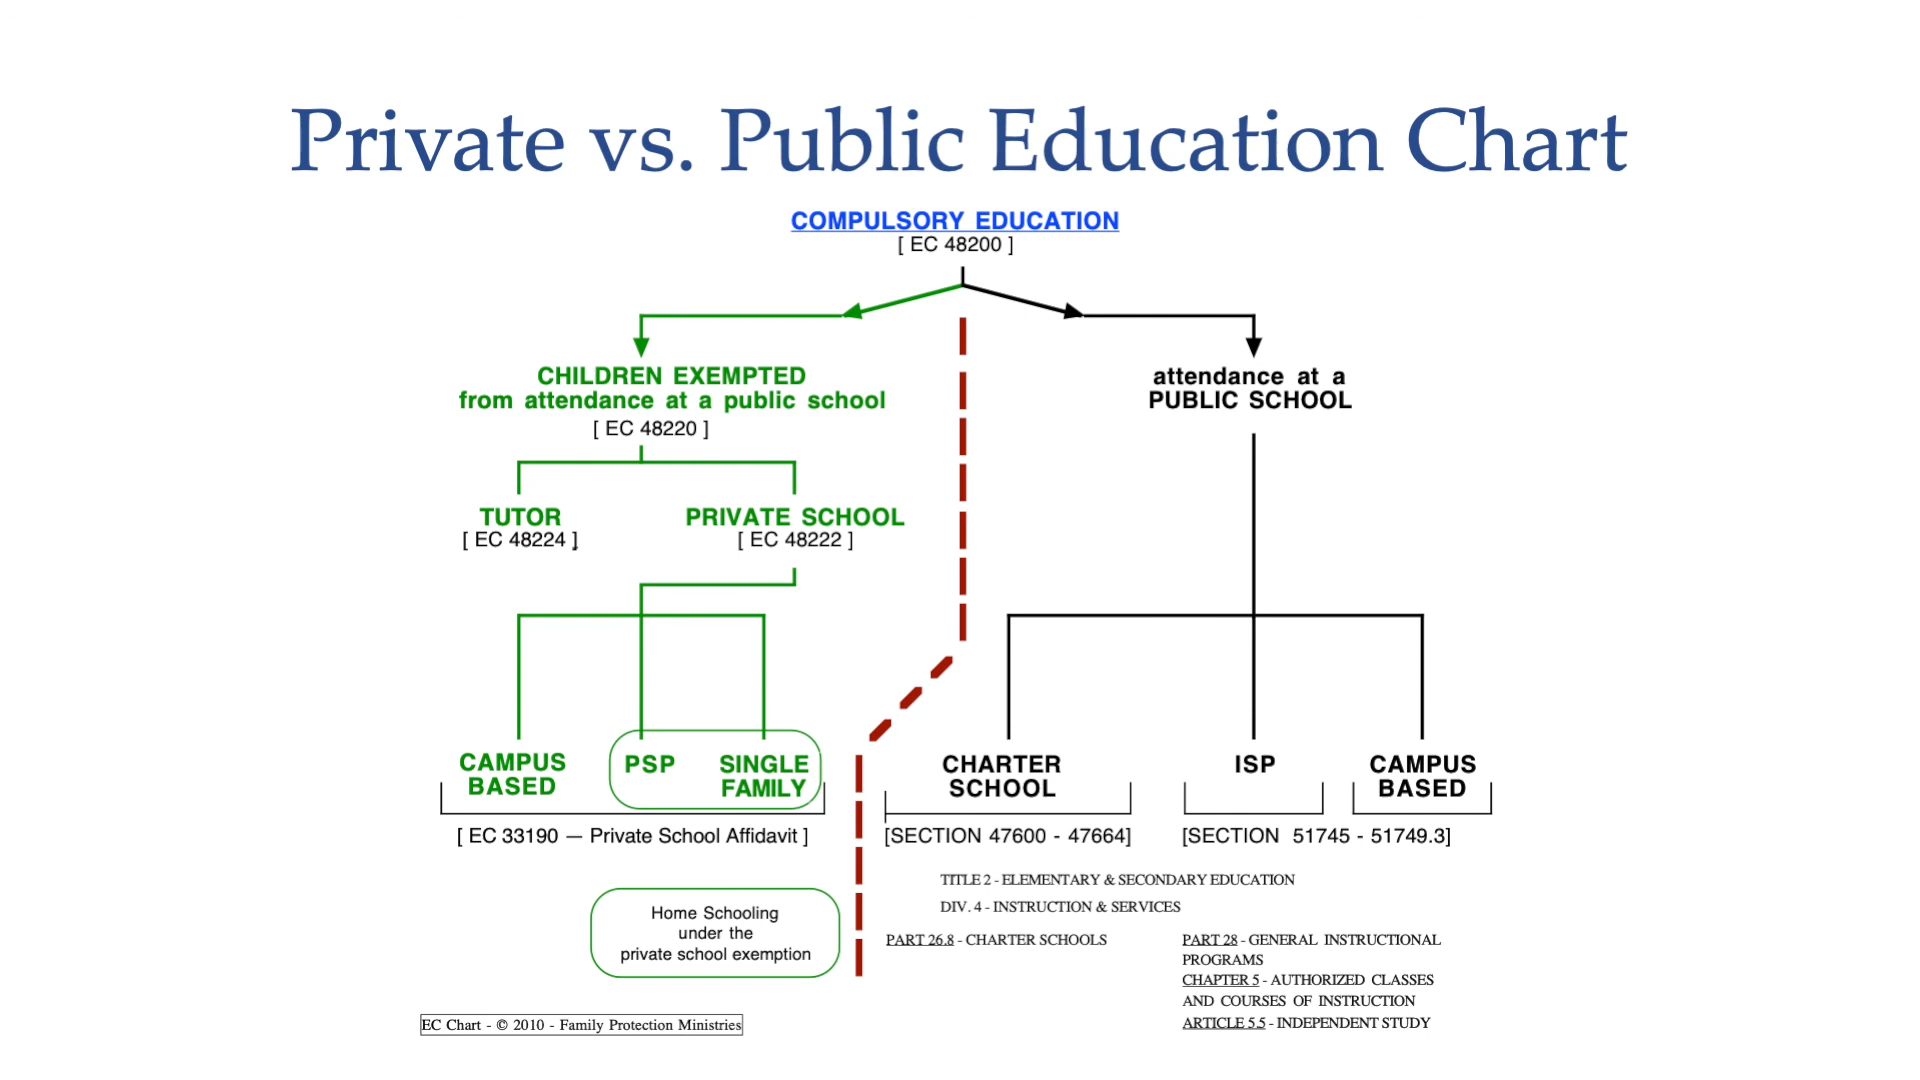 Private vs. Public Education Chart
COMPULSORY EDUCATION
[ EC 48200 ]
CHILDREN EXEMPTED
from attendance at a public school
[ EC 48220 ]
attendance at a
PUBLIC SCHOOL
TUTOR
[ EC 48224 ]
PRIVATE SCHOOL
[ EC 48222 ]
CAMPUS
BASED
PSP
SINGLE
FAMILY
[ EC 33190 — Private School Affidavit ]
CHARTER
SCHOOL
[SECTION 47600 - 47664]
ISP
CAMPUS
BASED
[SECTION 51745 - 51749.3]
TITLE 2 - ELEMENTARY & SECONDARY EDUCATION
DIV. 4 - INSTRUCTION & SERVICES
PART 26.8 - CHARTER SCHOOLS
PART 28 - GENERAL INSTRUCTIONAL
PROGRAMS
CHAPTER 5 - AUTHORIZED CLASSES
AND COURSES OF INSTRUCTION
ARTICLE 5.5 - INDEPENDENT STUDY
Home Schooling
under the
private school exemption
EC Chart - © 2010 - Family Protection Ministries